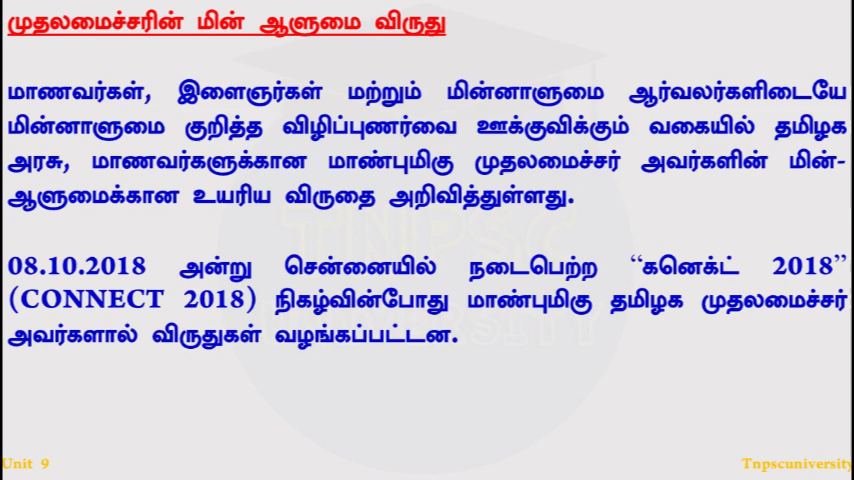 முதலமைச்சரின் மின் ஆளுமை விருது
மாணவர்கள், இளைஞர்கள் மற்றும் மின்னாளுமை ஆர்வலர்களிடையே
மின்னாளுமை குறித்த விழிப்புணர்வை ஊக்குவிக்கும் வகையில் தமிழக
அரசு, மாணவர்களுக்கான மாண்புமிகு முதலமைச்சர் அவர்களின் மின்-
ஆளுமைக்கான உயரிய விருதை அறிவித்துள்ளது.
08.10.2018 அன்று சென்னையில் நடைபெற்ற “கனெக்ட் 2018”
(CONNECT 2018) நிகழ்வின்போது மாண்புமிகு தமிழக முதலமைச்சர்
அவர்களால் விருதுகள் வழங்கப்பட்டன.
TNPSC
UNIVERSITY
Unit 9
Tnpscuniversity